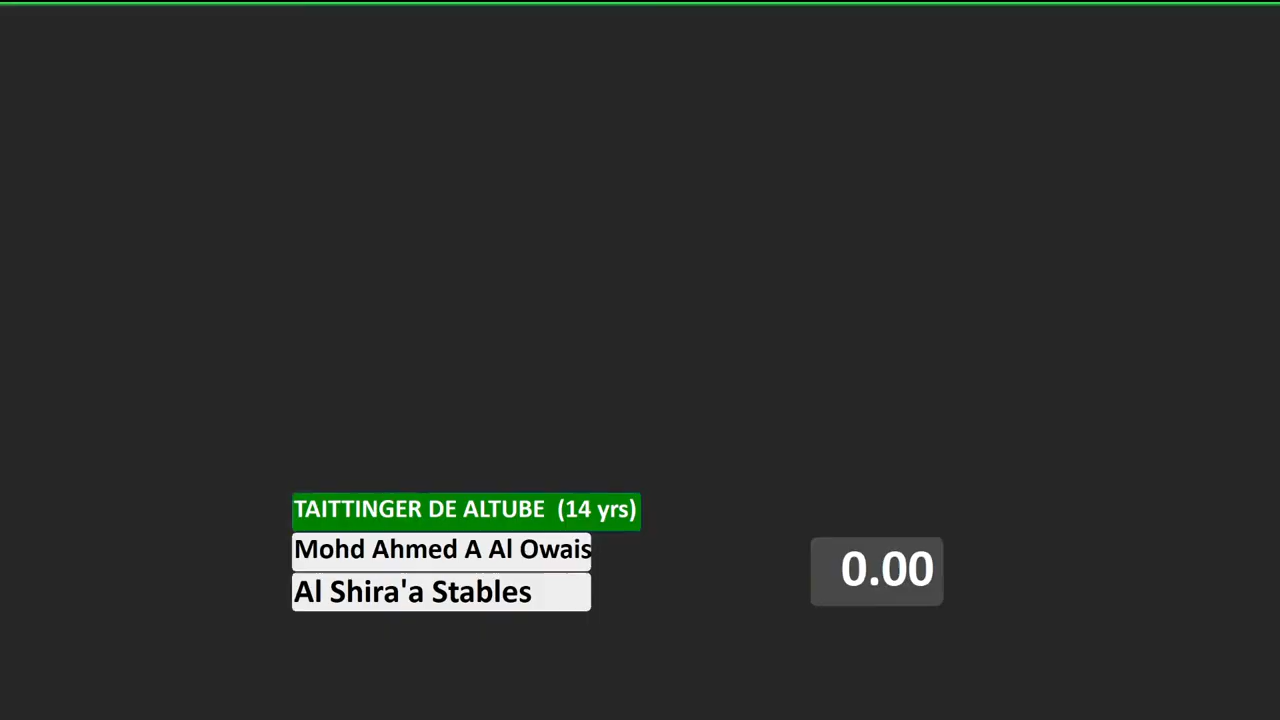 TAITTINGER DE ALTUBE (14 yrs)
Mohd Ahmed A Al Owais
Al Shira'a Stables
0.00